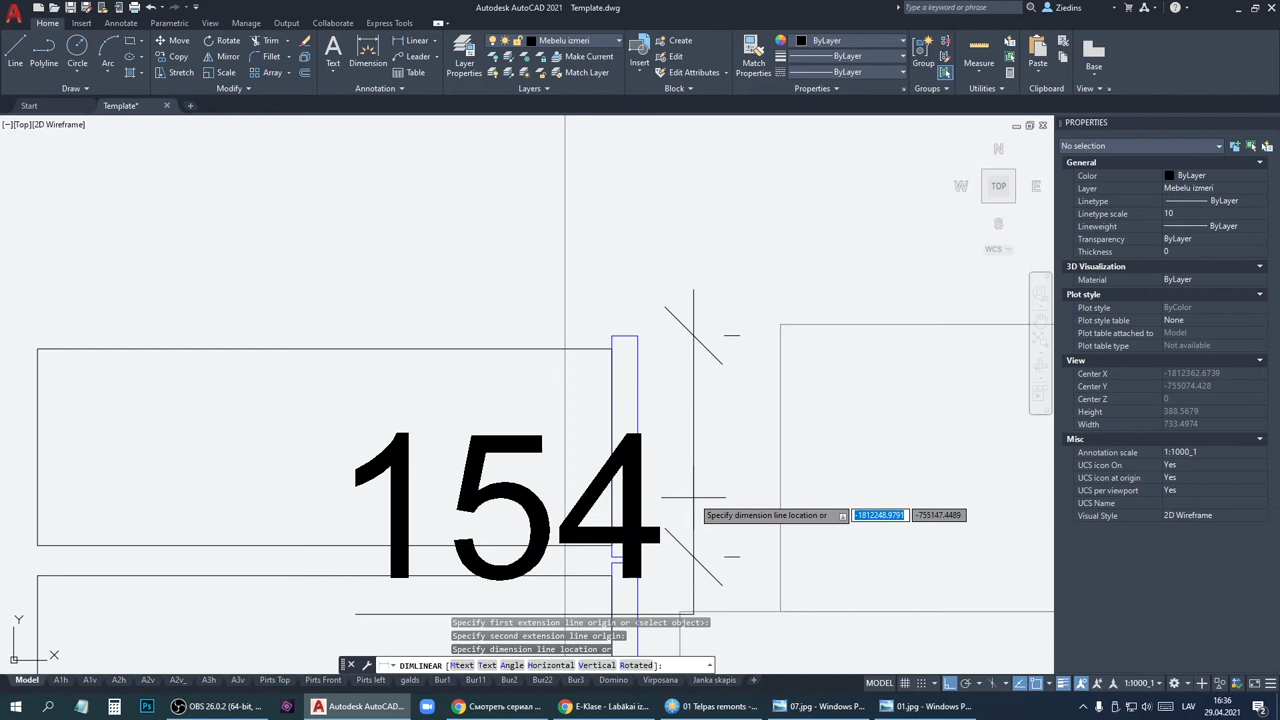 Autodesk AutoCAD 2021 Template.dwg
Type a keyword or phrase
Ziedins
Home Insert Annotate View Manage Output Collaborate Express Tools
Line Polyline Circle Arc
Move Rotate Trim
Copy Mirror Fillet
Stretch Scale Array
Text Dimension
Linear
Leader
Table
Layer Properties
Mebelu izmeri
Make Current
Match Layer
Insert
Create
Edit
Edit Attributes
Match Properties
ByLayer
ByLayer
ByLayer
Group
Measure
Paste
Base
Draw Modify Annotation Layers Block Properties Groups Utilities Clipboard View
Start Template*
[−][Top][2D Wireframe]
N
W TOP E
S
WCS
154
Specify dimension line location or -1812248.9791 -755147.4489
Specify first extension line origin or <select object>:
Specify second extension line origin:
Specify dimension line location or
DIMLINEAR [Mtext Text Angle Horizontal Vertical Rotated]:
Y
X
PROPERTIES
No selection
General
Color ByLayer
Layer Mebelu izmeri
Linetype ByLayer
Linetype scale 10
Lineweight ByLayer
Transparency ByLayer
Thickness 0
3D Visualization
Material ByLayer
Plot style
Plot style ByColor
Plot style table None
Plot table attached to Model
Plot table type Not available
View
Center X -1812362.6739
Center Y -755074.428
Center Z 0
Height 388.5679
Width 733.4974
Misc
Annotation scale 1:1000_1
UCS icon On Yes
UCS icon at origin Yes
UCS per viewport Yes
UCS Name
Visual Style 2D Wireframe
Model A1h A1v A2h A2v A2v_ A3h A3v Pirts Top Pirts Front Pirts left galds Bur1 Bur11 Bur2 Bur22 Domino Virposana Janka skapis
MODEL 1:1000_1
OBS 26.0.2 (64-bit... Autodesk AutoCAD... Смотреть сериал ... E-Klase - Labākai iz... 01 Telpas remonts -... 07.jpg - Windows P... 01.jpg - Windows P...
16:36
29.04.2021